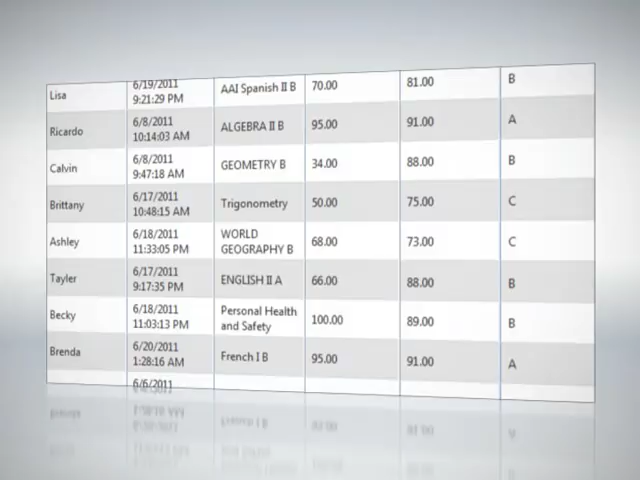 Lisa 6/19/2011 9:21:29 PM AAI Spanish II B 70.00 81.00 B
Ricardo 6/8/2011 10:14:03 AM ALGEBRA II B 95.00 91.00 A
Calvin 6/8/2011 9:47:18 AM GEOMETRY B 34.00 88.00 B
Brittany 6/17/2011 10:48:15 AM Trigonometry 50.00 75.00 C
Ashley 6/18/2011 11:33:05 PM WORLD GEOGRAPHY B 68.00 73.00 C
Tayler 6/17/2011 9:17:35 PM ENGLISH II A 66.00 88.00 B
Becky 6/18/2011 11:03:13 PM Personal Health and Safety 100.00 89.00 B
Brenda 6/20/2011 1:28:16 AM French I B 95.00 91.00 A
6/6/2011